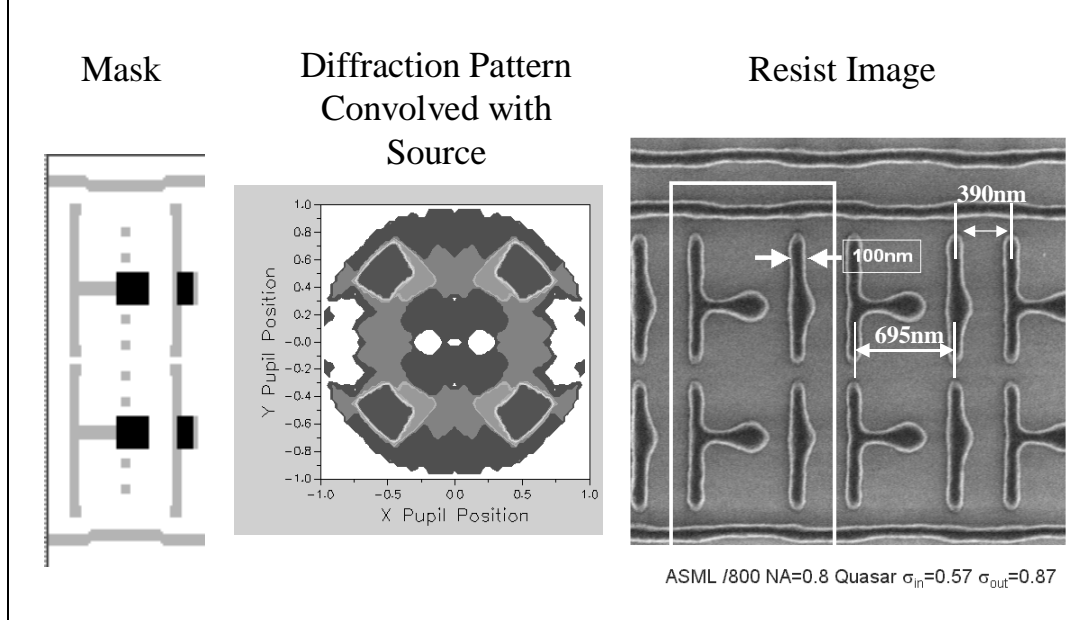 Mask
Diffraction Pattern
Convolved with
Source
Resist Image
1.0
0.8
0.6
0.4
0.2
-0.0
-0.2
-0.4
-0.6
-0.8
-1.0
Y Pupil Position
-1.0
-0.5
0.0
0.5
1.0
X Pupil Position
390nm
100nm
695nm
ASML /800 NA=0.8 Quasar σin=0.57 σout=0.87